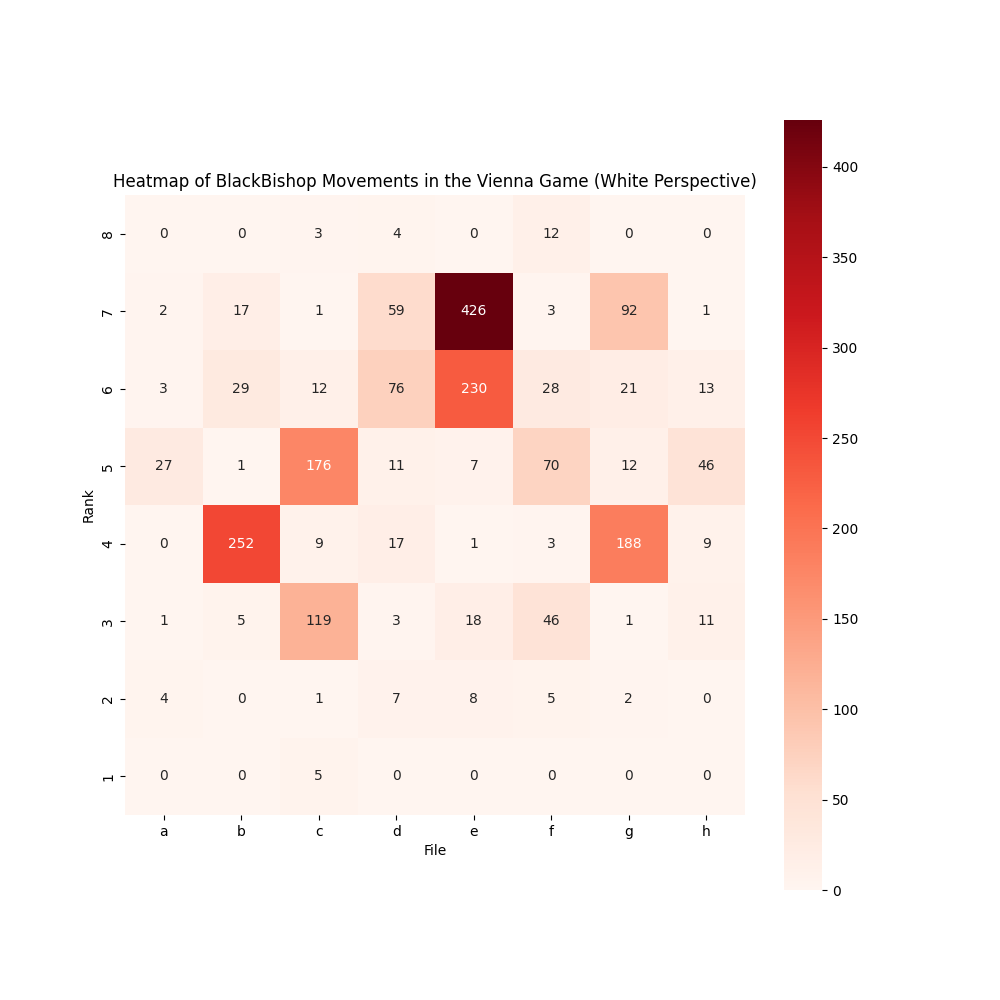 Heatmap of BlackBishop Movements in the Vienna Game (White Perspective)
8 0 0 3 4 0 12 0 0
7 2 17 1 59 426 3 92 1
6 3 29 12 76 230 28 21 13
5 27 1 176 11 7 70 12 46
Rank
4 0 252 9 17 1 3 188 9
3 1 5 119 3 18 46 1 11
2 4 0 1 7 8 5 2 0
1 0 0 5 0 0 0 0 0
a b c d e f g h
File
400
350
300
250
200
150
100
50
0